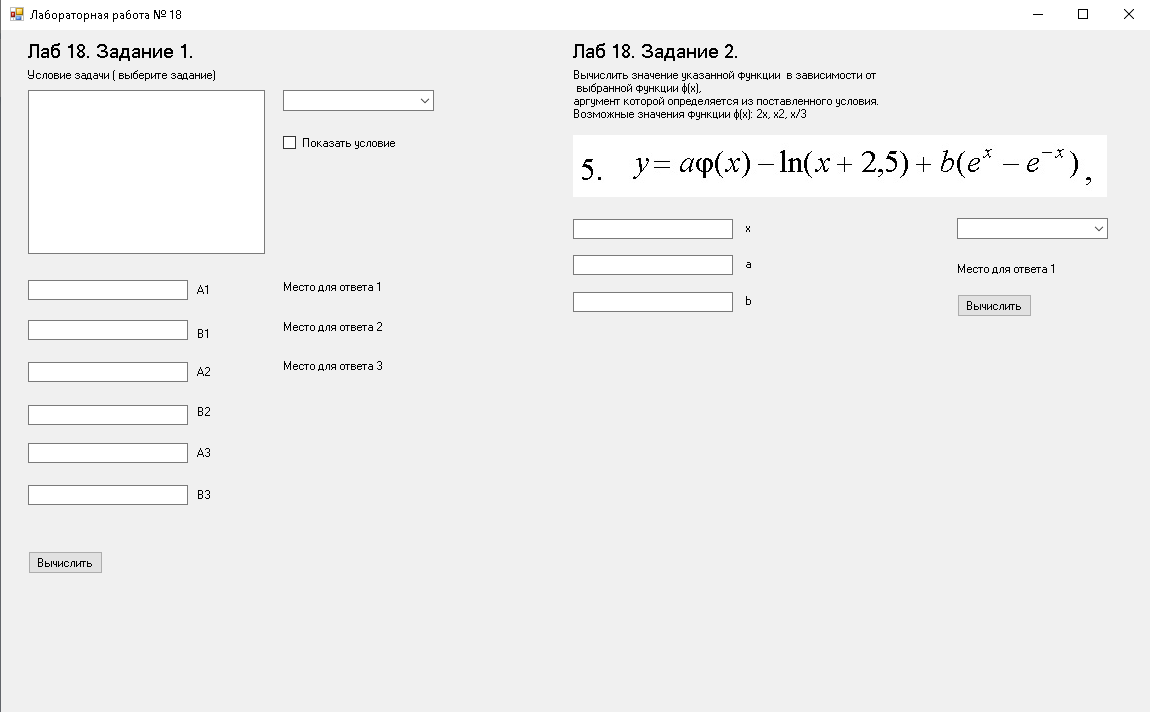 Лабораторная работа № 18
Лаб 18. Задание 1.
Условие задачи ( выберите задание)
Показать условие
A1
Место для ответа 1
B1
Место для ответа 2
A2
Место для ответа 3
B2
A3
B3
Вычислить
Лаб 18. Задание 2.
Вычислить значение указанной функции в зависимости от
выбранной функции ф(x),
аргумент которой определяется из поставленного условия.
Возможные значения функции ф(x): 2x, x2, x/3
5. y = aφ(x) − ln(x + 2,5) + b(eˣ − e⁻ˣ),
x
a
Место для ответа 1
b
Вычислить